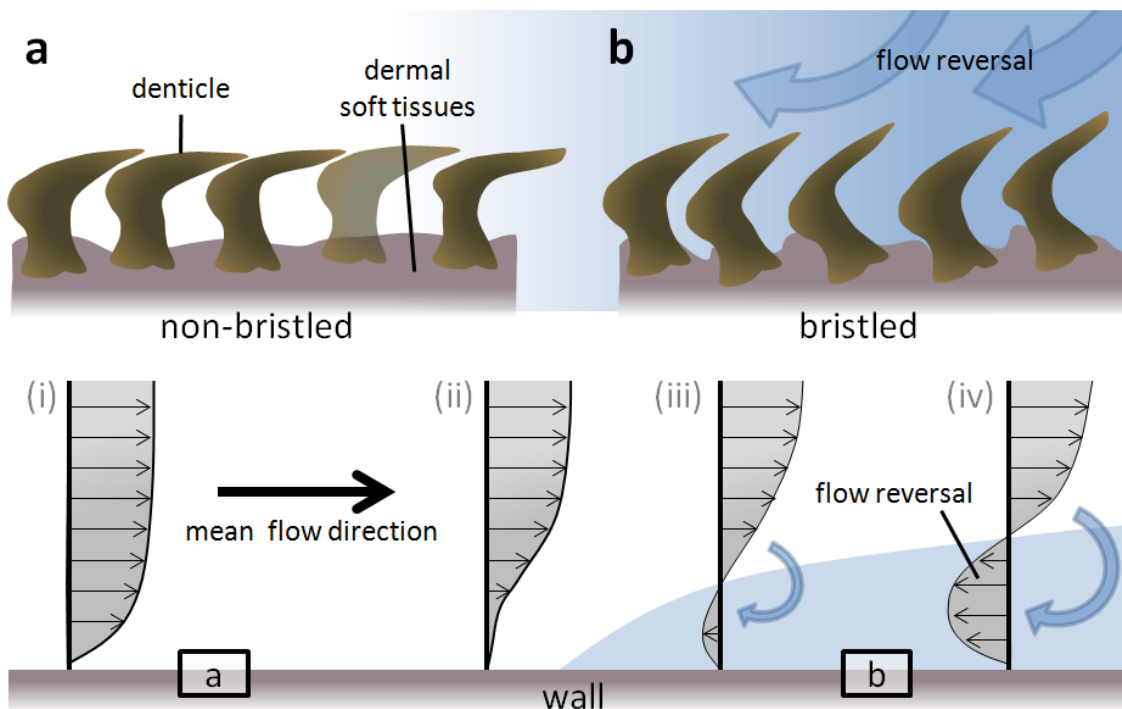 a
b
denticle
dermal
soft tissues
flow reversal
non-bristled
bristled
(i)
(ii)
(iii)
(iv)
mean flow direction
flow reversal
a
b
wall